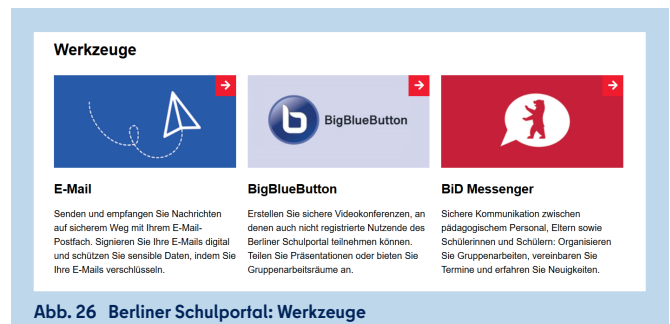 Werkzeuge
BigBlueButton
E-Mail
Senden und empfangen Sie Nachrichten
auf sicherem Weg mit Ihrem E-Mail-
Postfach. Signieren Sie Ihre E-Mails digital
und schützen Sie sensible Daten, indem Sie
Ihre E-Mails verschlüsseln.
BigBlueButton
Erstellen Sie sichere Videokonferenzen, an
denen auch nicht registrierte Nutzende des
Berliner Schulportal teilnehmen können.
Teilen Sie Präsentationen oder bieten Sie
Gruppenarbeitsräume an.
BiD Messenger
Sichere Kommunikation zwischen
pädagogischem Personal, Eltern sowie
Schülerinnen und Schülern: Organisieren
Sie Gruppenarbeiten, vereinbaren Sie
Termine und erfahren Sie Neuigkeiten.
Abb. 26 Berliner Schulportal: Werkzeuge